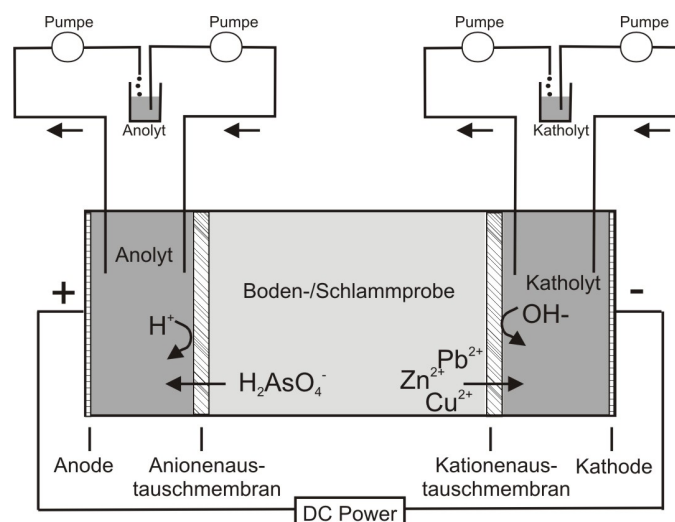 Pumpe
Pumpe
Pumpe
Pumpe
Anolyt
Katholyt
Anolyt
Boden-/Schlammprobe
Katholyt
+
-
H⁺
OH-
H₂AsO₄⁻
Pb²⁺
Zn²⁺
Cu²⁺
Anode
Anionenaus-
tauschmembran
Kationenaus-
tauschmembran
Kathode
DC Power